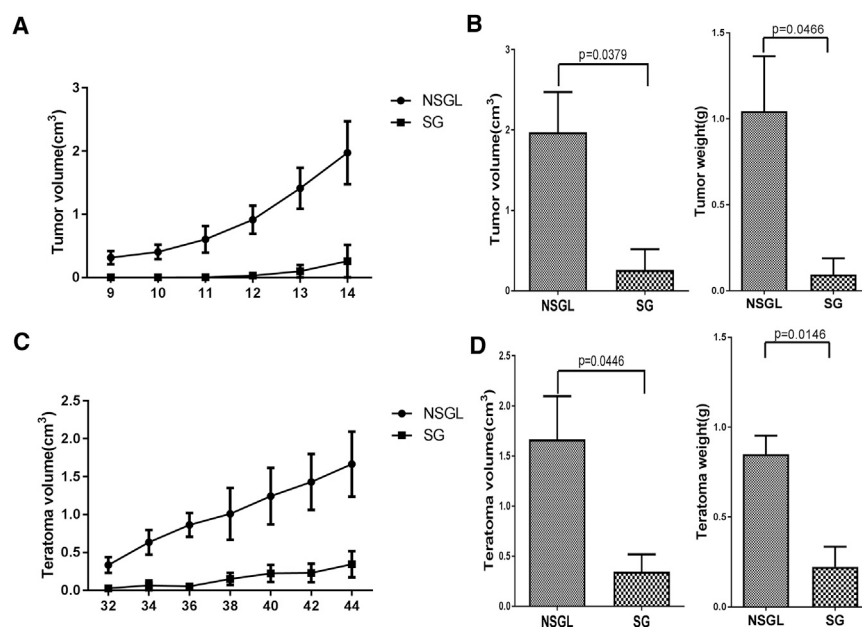 A
Tumor volume(cm³)
3
2
1
0
9 10 11 12 13 14
NSGL
SG
B
Tumor volume(cm³)
3
2
1
0
p=0.0379
NSGL SG
Tumor weight(g)
1.5
1.0
0.5
0.0
p=0.0466
NSGL SG
C
Teratoma volume(cm³)
2.5
2.0
1.5
1.0
0.5
0.0
32 34 36 38 40 42 44
NSGL
SG
D
Teratoma volume(cm³)
2.5
2.0
1.5
1.0
0.5
0.0
p=0.0446
NSGL SG
Teratoma weight(g)
1.5
1.0
0.5
0.0
p=0.0146
NSGL SG